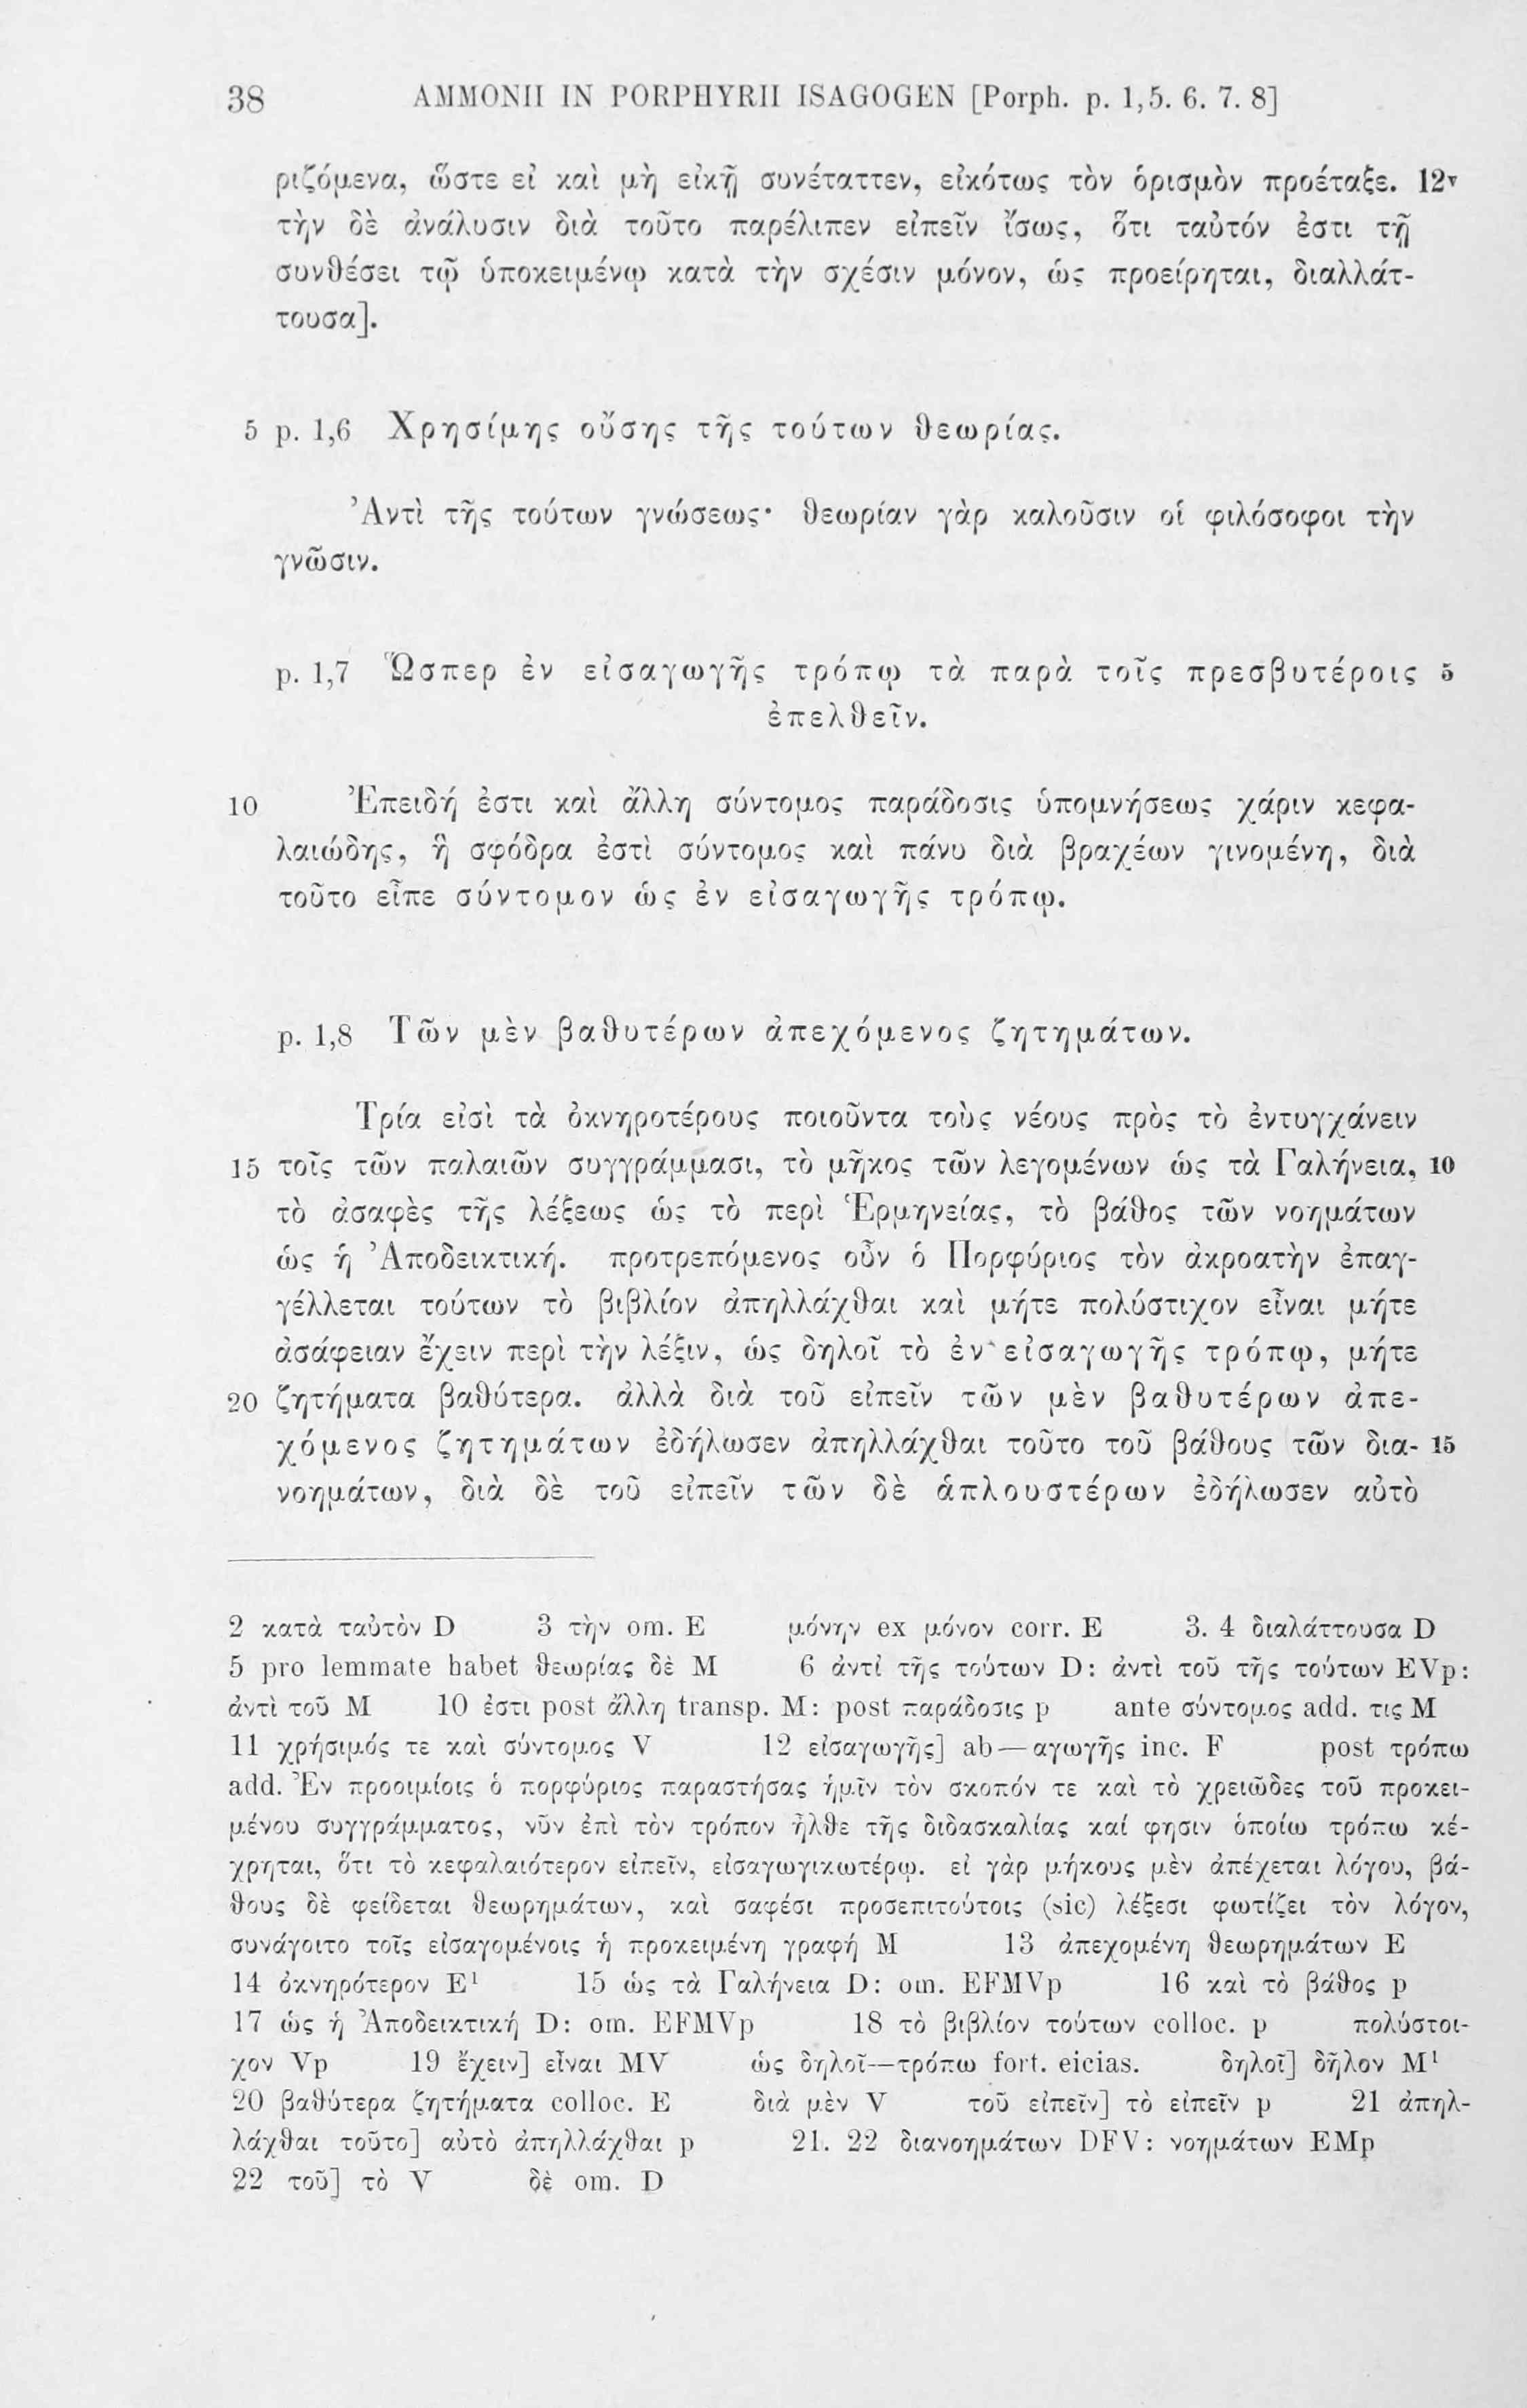 38 AMMONII IN PORPHYRII ISAGOGEN [Porph. p. 1,5. 6. 7. 8]
ριζόμενα, ὥστε εἰ καὶ μὴ εἰκῇ συνέταττεν, εἰκότως τὸν ὁρισμὸν προέταξε. 12v
τὴν δὲ ἀνάλυσιν διὰ τοῦτο παρέλιπεν εἰπεῖν ἴσως, ὅτι ταὐτόν ἐστι τῇ
συνθέσει τῷ ὑποκειμένῳ κατὰ τὴν σχέσιν μόνον, ὡς προείρηται, διαλλάτ-
τουσα].
5 p. 1,6 Χρησίμης οὔσης τῆς τούτων θεωρίας.
Ἀντὶ τῆς τούτων γνώσεως· θεωρίαν γὰρ καλοῦσιν οἱ φιλόσοφοι τὴν
γνῶσιν.
p. 1,7 Ὥσπερ ἐν εἰσαγωγῆς τρόπῳ τὰ παρὰ τοῖς πρεσβυτέροις 5
ἐπελθεῖν.
10 Ἐπειδή ἐστι καὶ ἄλλη σύντομος παράδοσις ὑπομνήσεως χάριν κεφα-
λαιώδης, ἣ σφόδρα ἐστὶ σύντομος καὶ πάνυ διὰ βραχέων γινομένη, διὰ
τοῦτο εἶπε σύντομον ὡς ἐν εἰσαγωγῆς τρόπῳ.
p. 1,8 Τῶν μὲν βαθυτέρων ἀπεχόμενος ζητημάτων.
Τρία εἰσὶ τὰ ὀκνηροτέρους ποιοῦντα τοὺς νέους πρὸς τὸ ἐντυγχάνειν
15 τοῖς τῶν παλαιῶν συγγράμμασι, τὸ μῆκος τῶν λεγομένων ὡς τὰ Γαλήνεια, 10
τὸ ἀσαφὲς τῆς λέξεως ὡς τὸ περὶ Ἑρμηνείας, τὸ βάθος τῶν νοημάτων
ὡς ἡ Ἀποδεικτική. προτρεπόμενος οὖν ὁ Πορφύριος τὸν ἀκροατὴν ἐπαγ-
γέλλεται τούτων τὸ βιβλίον ἀπηλλάχθαι καὶ μήτε πολύστιχον εἶναι μήτε
ἀσάφειαν ἔχειν περὶ τὴν λέξιν, ὡς δηλοῖ τὸ ἐν εἰσαγωγῆς τρόπῳ, μήτε
20 ζητήματα βαθύτερα. ἀλλὰ διὰ τοῦ εἰπεῖν τῶν μὲν βαθυτέρων ἀπε-
χόμενος ζητημάτων ἐδήλωσεν ἀπηλλάχθαι τοῦτο τοῦ βάθους τῶν δια- 15
νοημάτων, διὰ δὲ τοῦ εἰπεῖν τῶν δὲ ἁπλουστέρων ἐδήλωσεν αὐτὸ
2 κατὰ ταὐτὸν D 3 τὴν om. E μόνην ex μόνον corr. E 3. 4 διαλάττουσα D
5 pro lemmate habet θεωρίας δὲ M 6 ἀντί τῆς τούτων D: ἀντὶ τοῦ τῆς τούτων EVp:
ἀντὶ τοῦ M 10 ἐστι post ἄλλη transp. M: post παράδοσις p ante σύντομος add. τις M
11 χρήσιμός τε καὶ σύντομος V 12 εἰσαγωγῆς] ab — αγωγῆς inc. F post τρόπω
add. Ἐν προοιμίοις ὁ πορφύριος παραστήσας ἡμῖν τὸν σκοπόν τε καὶ τὸ χρειῶδες τοῦ προκει-
μένου συγγράμματος, νῦν ἐπὶ τὸν τρόπον ἦλθε τῆς διδασκαλίας καί φησιν ὁποίω τρόπω κέ-
χρηται, ὅτι τὸ κεφαλαιότερον εἰπεῖν, εἰσαγωγικωτέρῳ. εἰ γὰρ μήκους μὲν ἀπέχεται λόγου, βά-
θους δὲ φείδεται θεωρημάτων, καὶ σαφέσι προσεπιτούτοις (sic) λέξεσι φωτίζει τὸν λόγον,
συνάγοιτο τοῖς εἰσαγομένοις ἡ προκειμένη γραφή M 13 ἀπεχομένη θεωρημάτων E
14 ὀκνηρότερον E¹ 15 ὡς τὰ Γαλήνεια D: om. EFMVp 16 καὶ τὸ βάθος p
17 ὡς ἡ Ἀποδεικτική D: om. EFMVp 18 τὸ βιβλίον τούτων colloc. p πολύστοι-
χον Vp 19 ἔχειν] εἶναι MV ὡς δηλοῖ—τρόπω fort. eicias. δηλοῖ] δῆλον M¹
20 βαθύτερα ζητήματα colloc. E διὰ μὲν V τοῦ εἰπεῖν] τὸ εἰπεῖν p 21 ἀπηλ-
λάχθαι τοῦτο] αὐτὸ ἀπηλλάχθαι p 21. 22 διανοημάτων DFV: νοημάτων EMp
22 τοῦ] τὸ V δὲ om. D